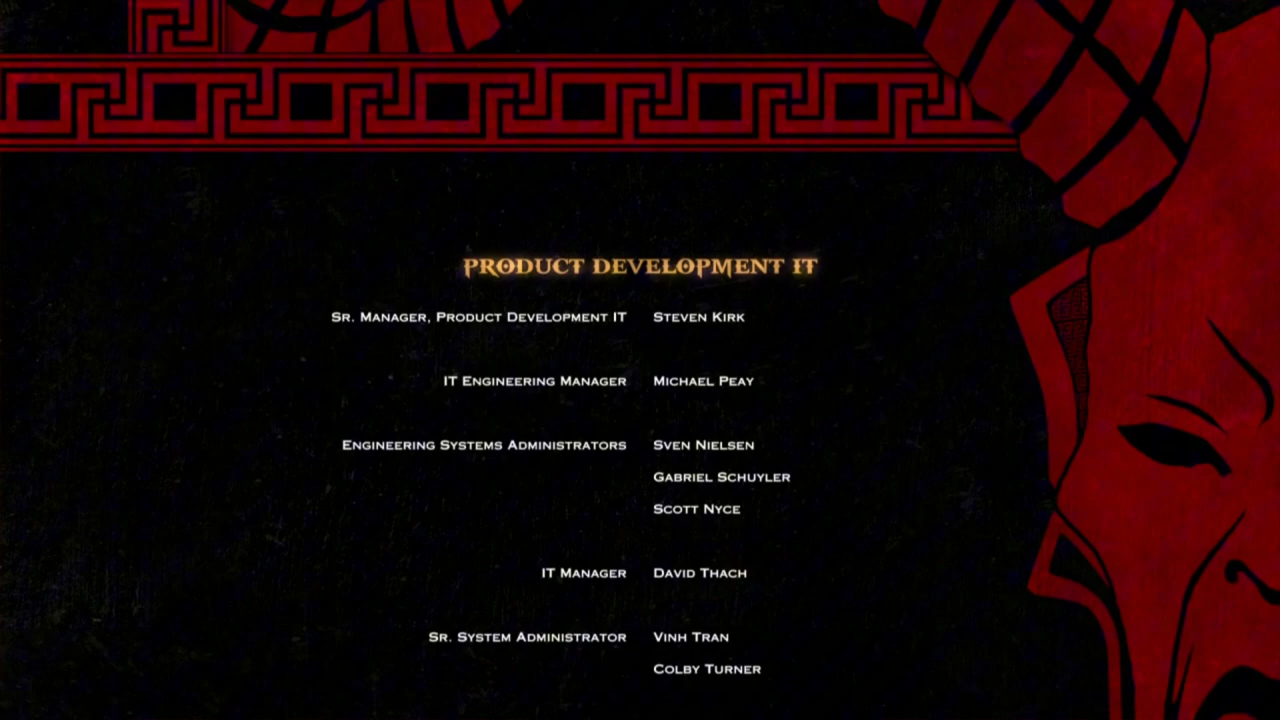 PRODUCT DEVELOPMENT IT
SR. MANAGER, PRODUCT DEVELOPMENT IT STEVEN KIRK
IT ENGINEERING MANAGER MICHAEL PEAY
ENGINEERING SYSTEMS ADMINISTRATORS SVEN NIELSEN
GABRIEL SCHUYLER
SCOTT NYCE
IT MANAGER DAVID THACH
SR. SYSTEM ADMINISTRATOR VINH TRAN
COLBY TURNER